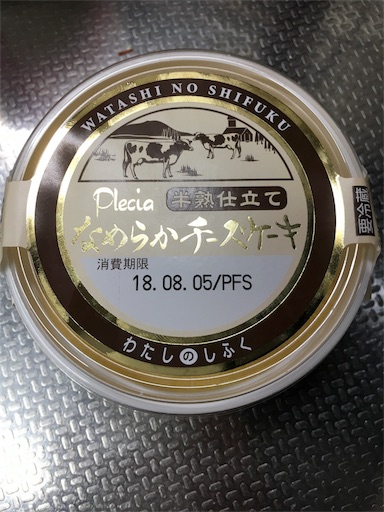 WATASHI NO SHIFUKU
Plecia 半熟仕立て
なめらかチーズケーキ
要冷蔵
消費期限
18.08.05/PFS
わたしのしふく